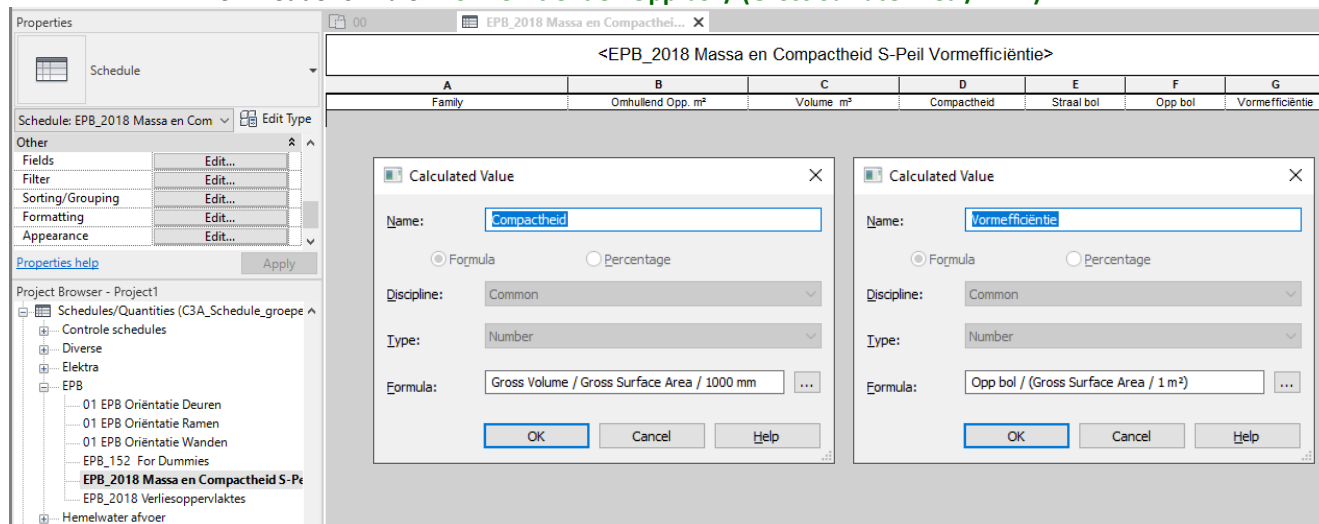 Properties
Schedule
Schedule: EPB_2018 Massa en Com
Edit Type
Other
Fields Edit...
Filter Edit...
Sorting/Grouping Edit...
Formatting Edit...
Appearance Edit...
Properties help
Apply
Project Browser - Project1
Schedules/Quantities (C3A_Schedule_groepe
Controle schedules
Diverse
Elektra
EPB
01 EPB Oriëntatie Deuren
01 EPB Oriëntatie Ramen
01 EPB Oriëntatie Wanden
EPB_152 For Dummies
EPB_2018 Massa en Compactheid S-Pe
EPB_2018 Verliesoppervlaktes
Hemelwater afvoer
00
EPB_2018 Massa en Compacthei...
<EPB_2018 Massa en Compactheid S-Peil Vormefficiëntie>
A B C D E F G
Family Omhullend Opp. m² Volume m³ Compactheid Straal bol Opp bol Vormefficiëntie
Calculated Value
Name: Compactheid
Formula Percentage
Discipline: Common
Type: Number
Formula: Gross Volume / Gross Surface Area / 1000 mm ...
OK Cancel Help
Calculated Value
Name: Vormefficiëntie
Formula Percentage
Discipline: Common
Type: Number
Formula: Opp bol / (Gross Surface Area / 1 m²) ...
OK Cancel Help